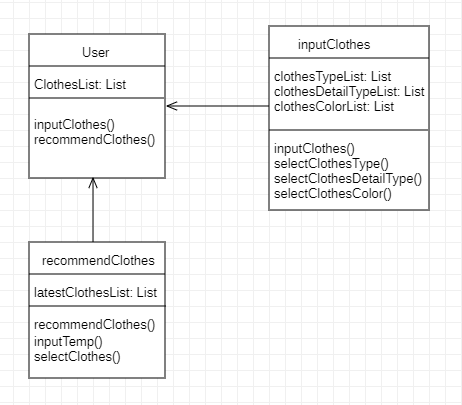 User
ClothesList: List
inputClothes()
recommendClothes()
inputClothes
clothesTypeList: List
clothesDetailTypeList: List
clothesColorList: List
inputClothes()
selectClothesType()
selectClothesDetailType()
selectClothesColor()
recommendClothes
latestClothesList: List
recommendClothes()
inputTemp()
selectClothes()